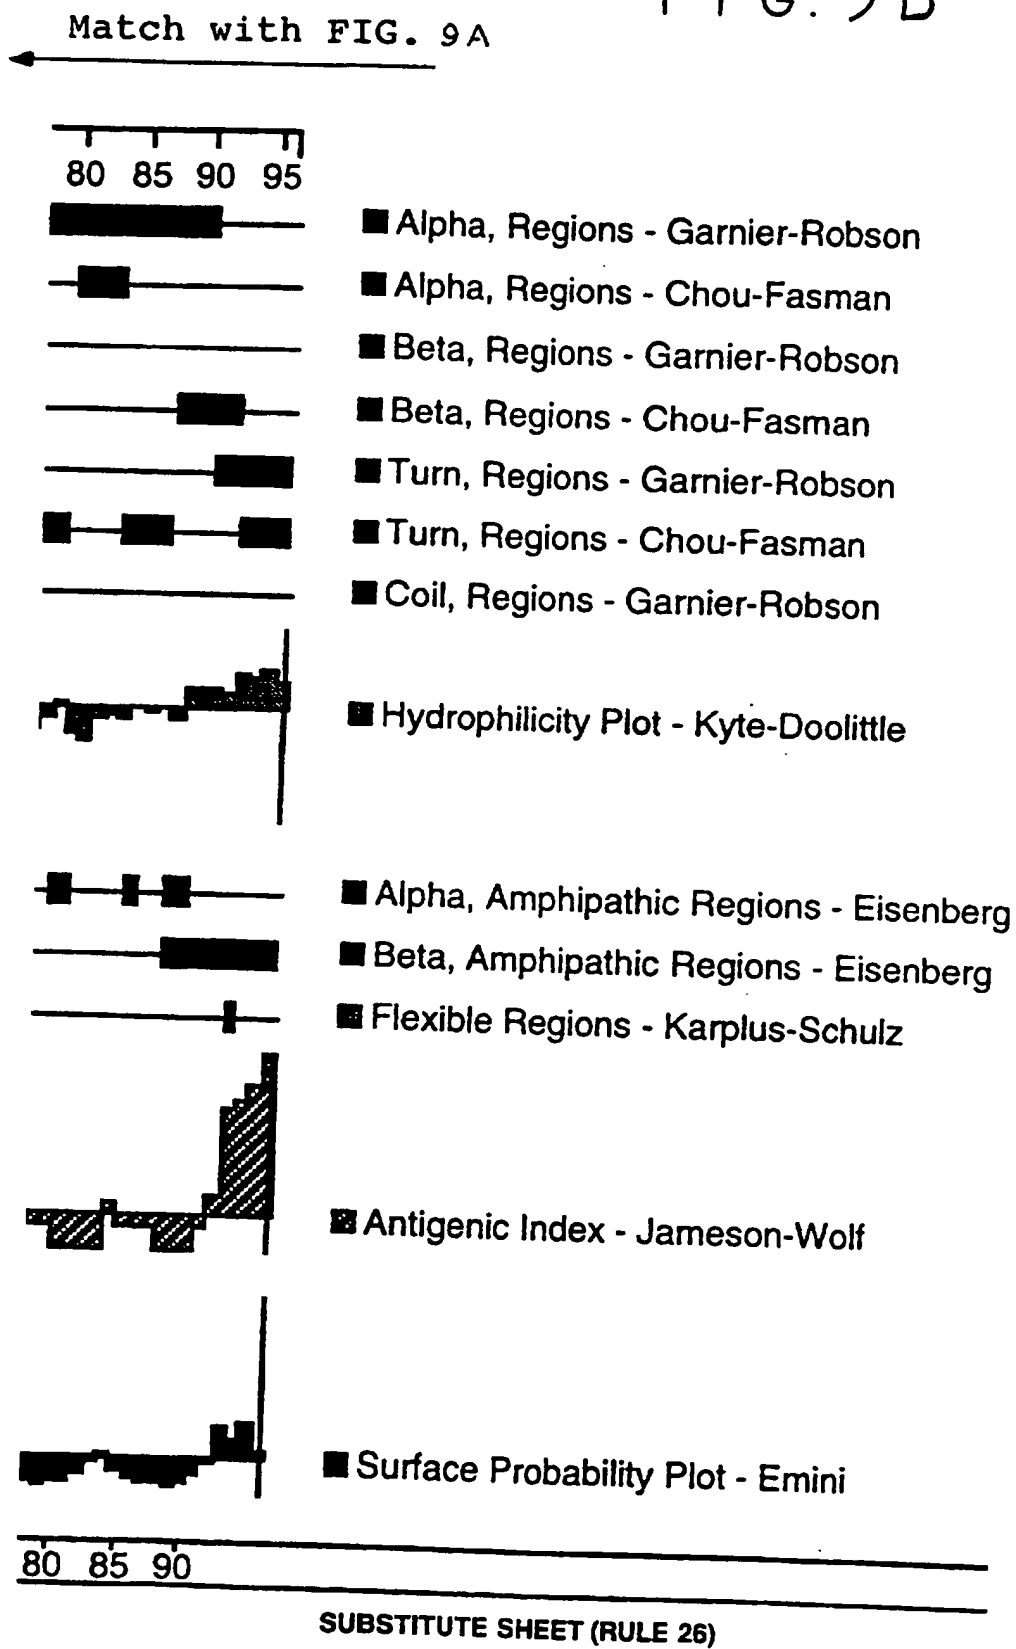 FIG. 9B
Match with FIG. 9A
80 85 90 95
Alpha, Regions - Garnier-Robson
Alpha, Regions - Chou-Fasman
Beta, Regions - Garnier-Robson
Beta, Regions - Chou-Fasman
Turn, Regions - Garnier-Robson
Turn, Regions - Chou-Fasman
Coil, Regions - Garnier-Robson
Hydrophilicity Plot - Kyte-Doolittle
Alpha, Amphipathic Regions - Eisenberg
Beta, Amphipathic Regions - Eisenberg
Flexible Regions - Karplus-Schulz
Antigenic Index - Jameson-Wolf
Surface Probability Plot - Emini
80 85 90
SUBSTITUTE SHEET (RULE 26)